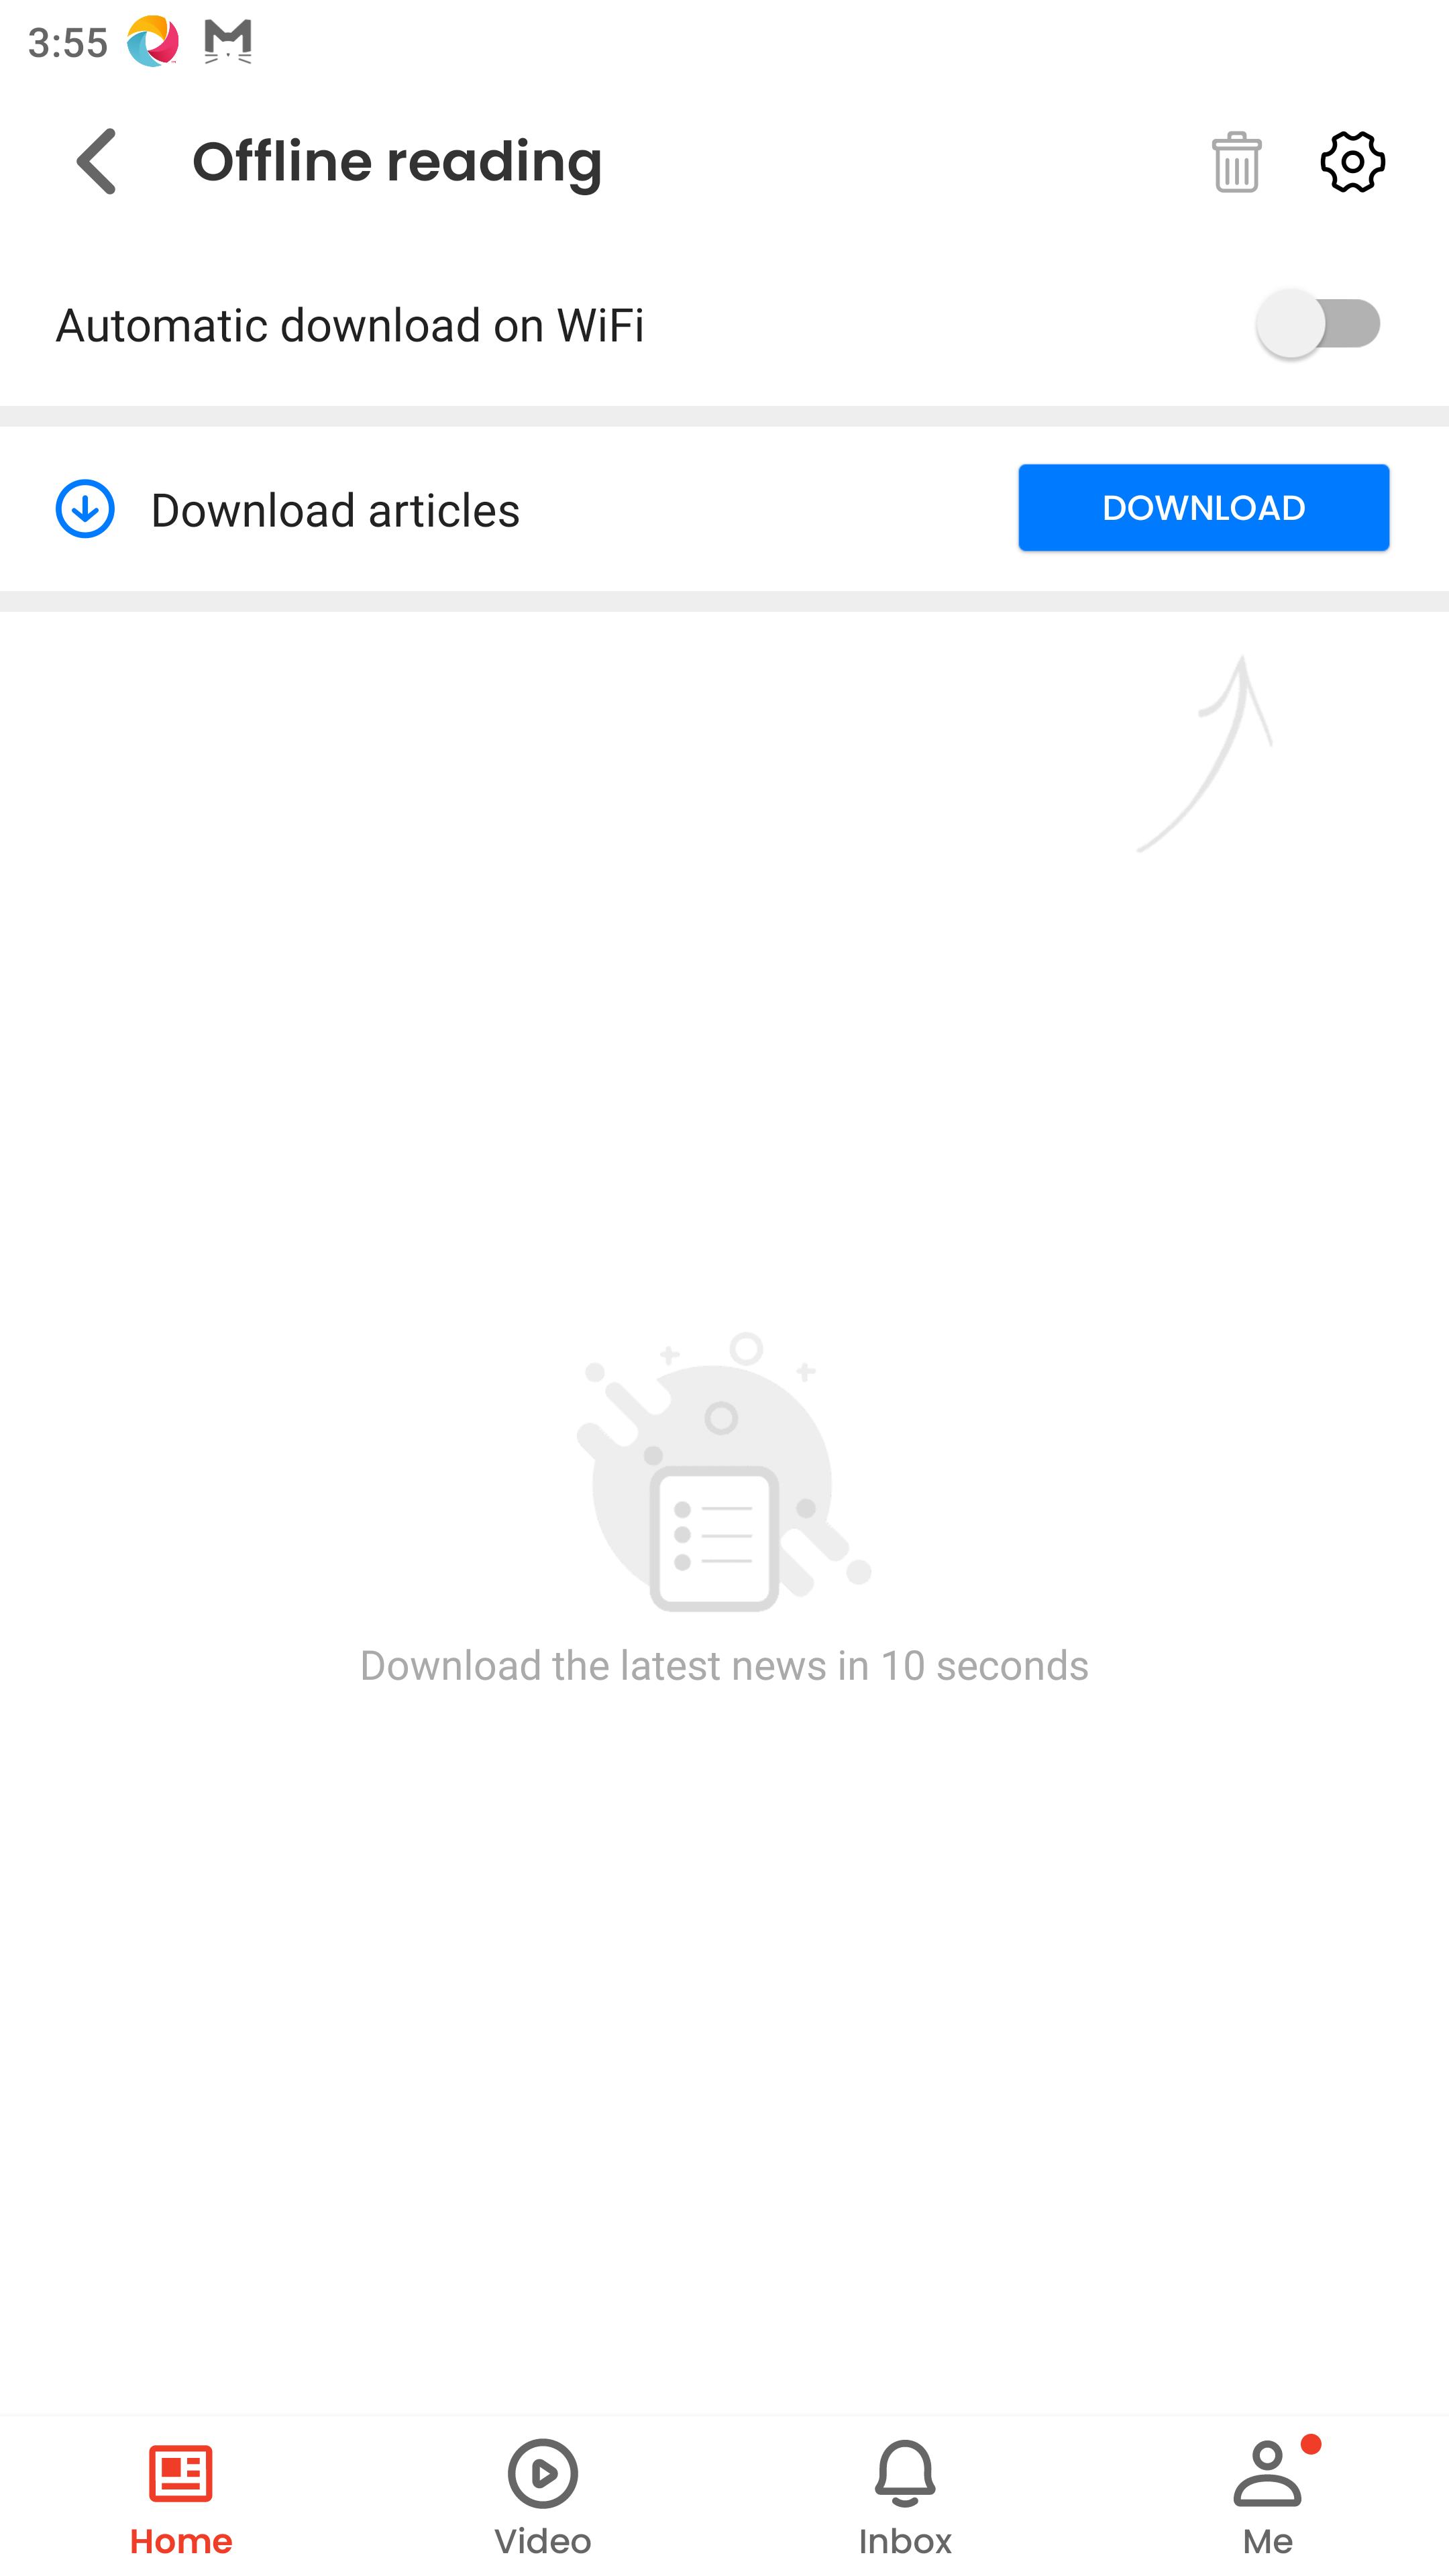 3:55
Offline reading
Automatic download on WiFi
Download articles
DOWNLOAD
Download the latest news in 10 seconds
Home
Video
Inbox
Me